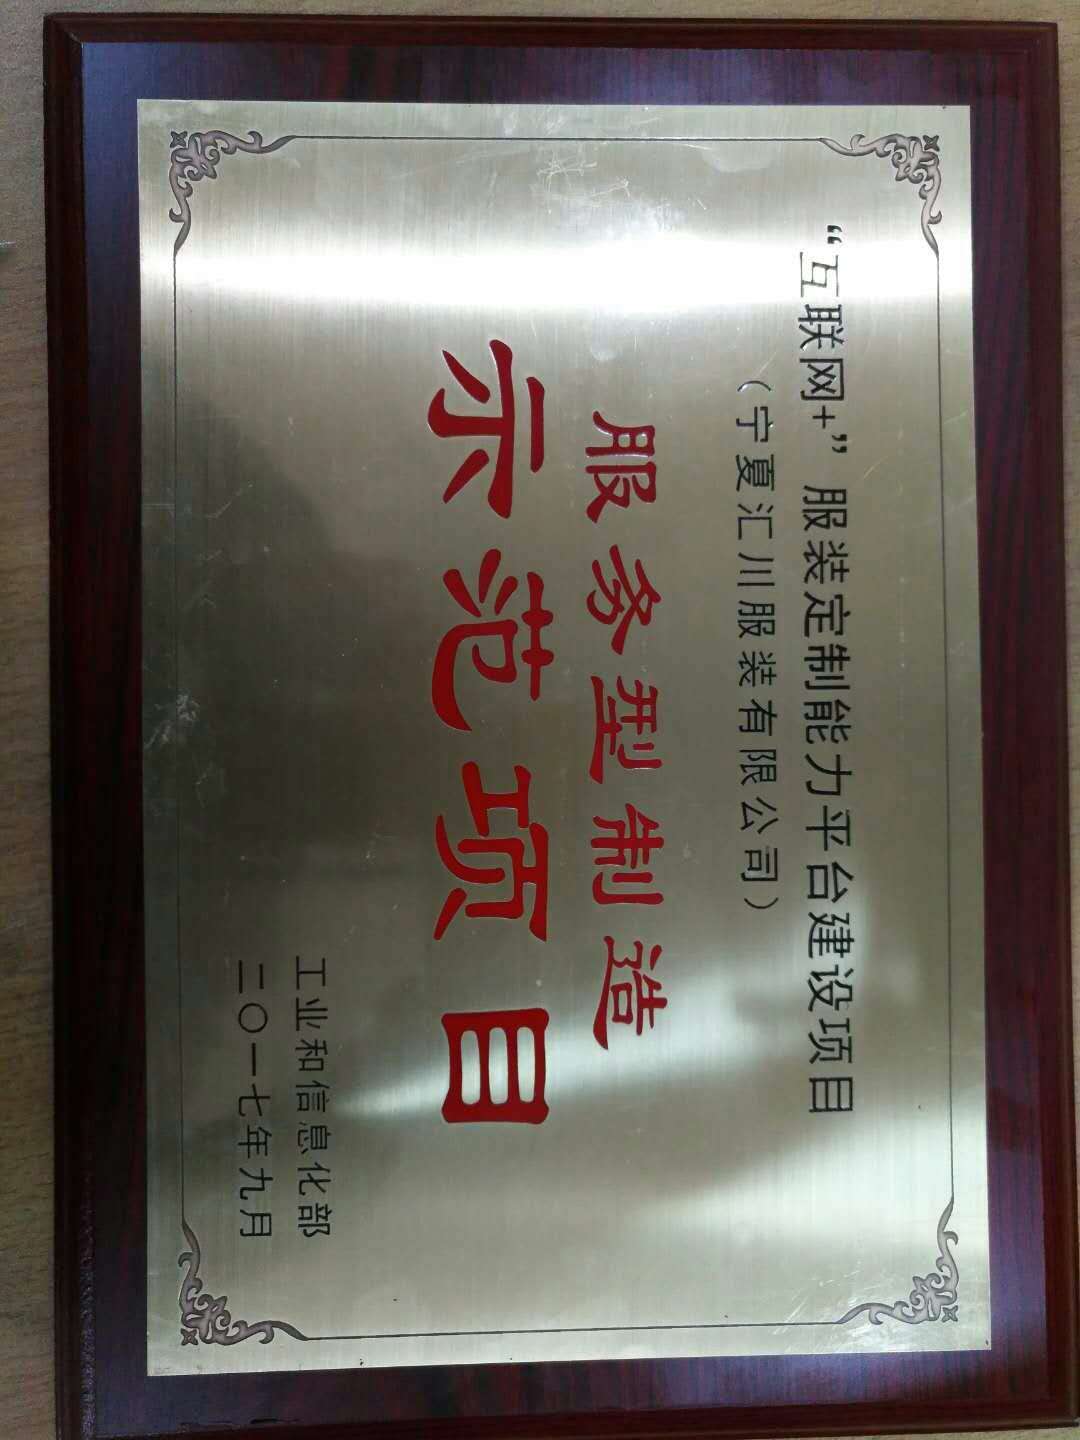 “互联网+”服装定制能力平台建设项目
（宁夏汇川服装有限公司）
服务型制造
示范项目
工业和信息化部
二〇一七年九月